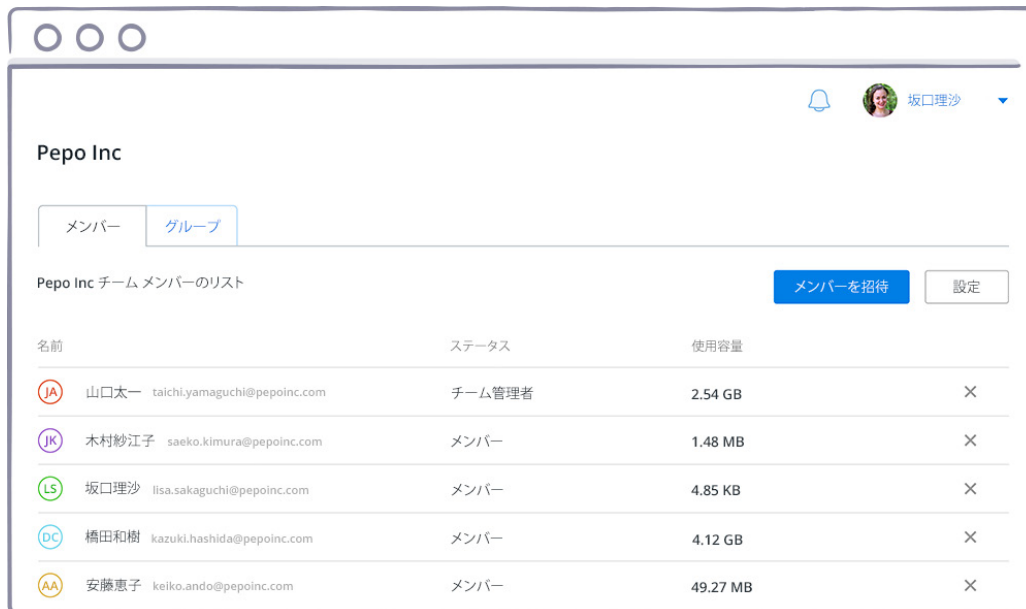 坂口理沙
Pepo Inc
メンバー グループ
Pepo Inc チーム メンバーのリスト メンバーを招待 設定
名前 ステータス 使用容量
JA 山口太一 taichi.yamaguchi@pepoinc.com チーム管理者 2.54 GB
JK 木村紗江子 saeko.kimura@pepoinc.com メンバー 1.48 MB
LS 坂口理沙 lisa.sakaguchi@pepoinc.com メンバー 4.85 KB
DC 橋田和樹 kazuki.hashida@pepoinc.com メンバー 4.12 GB
AA 安藤恵子 keiko.ando@pepoinc.com メンバー 49.27 MB